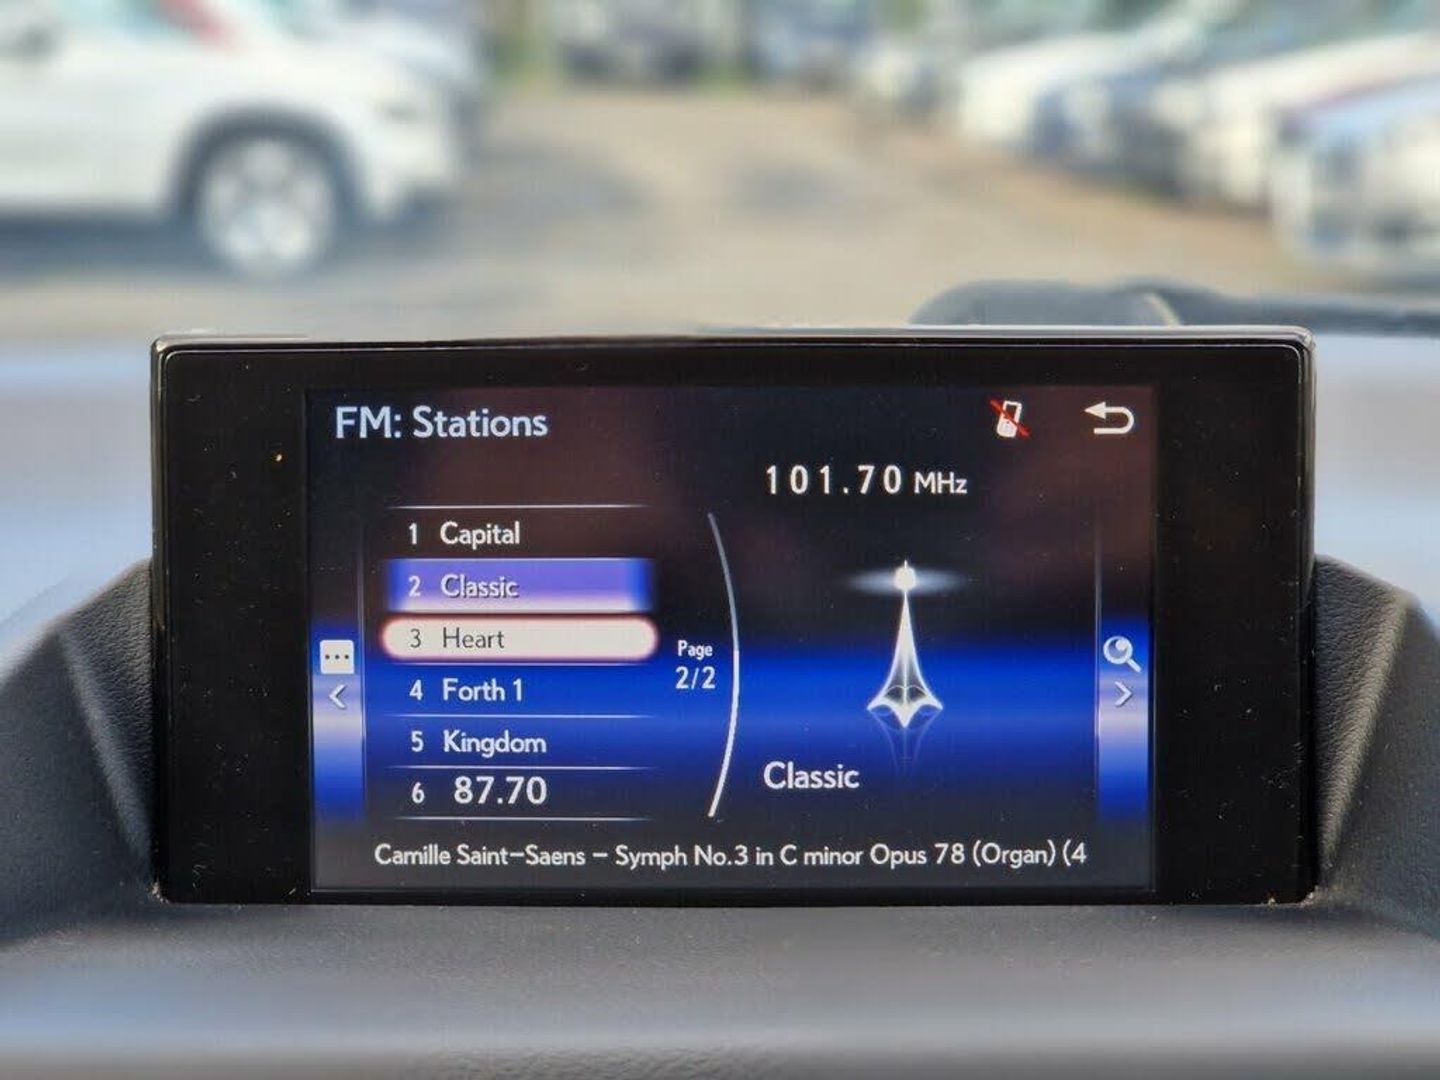 FM: Stations
101.70 MHz
1 Capital
2 Classic
3 Heart
4 Forth 1
5 Kingdom
6 87.70
Page
2/2
Classic
Camille Saint-Saens - Symph No.3 in C minor Opus 78 (Organ) (4